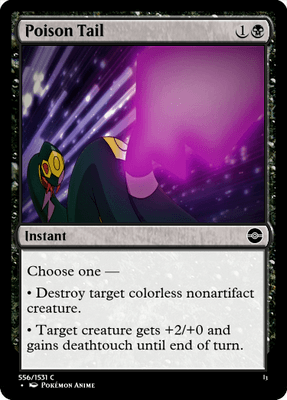 Poison Tail 1
Instant
Choose one —
• Destroy target colorless nonartifact
creature.
• Target creature gets +2/+0 and
gains deathtouch until end of turn.
556/1531 C
• Pokémon Anime